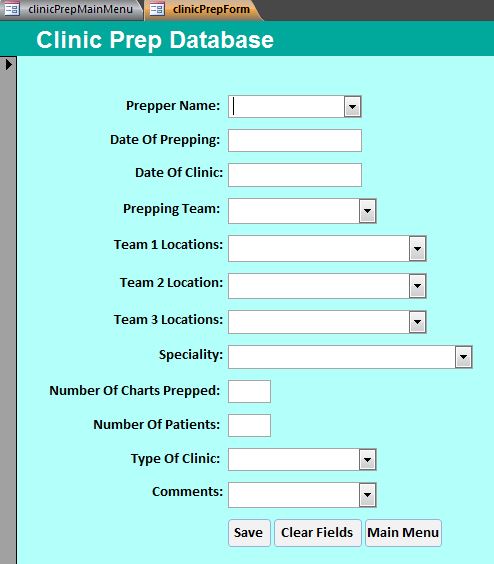 clinicPrepMainMenu clinicPrepForm
Clinic Prep Database
Prepper Name:
Date Of Prepping:
Date Of Clinic:
Prepping Team:
Team 1 Locations:
Team 2 Location:
Team 3 Locations:
Speciality:
Number Of Charts Prepped:
Number Of Patients:
Type Of Clinic:
Comments:
Save Clear Fields Main Menu